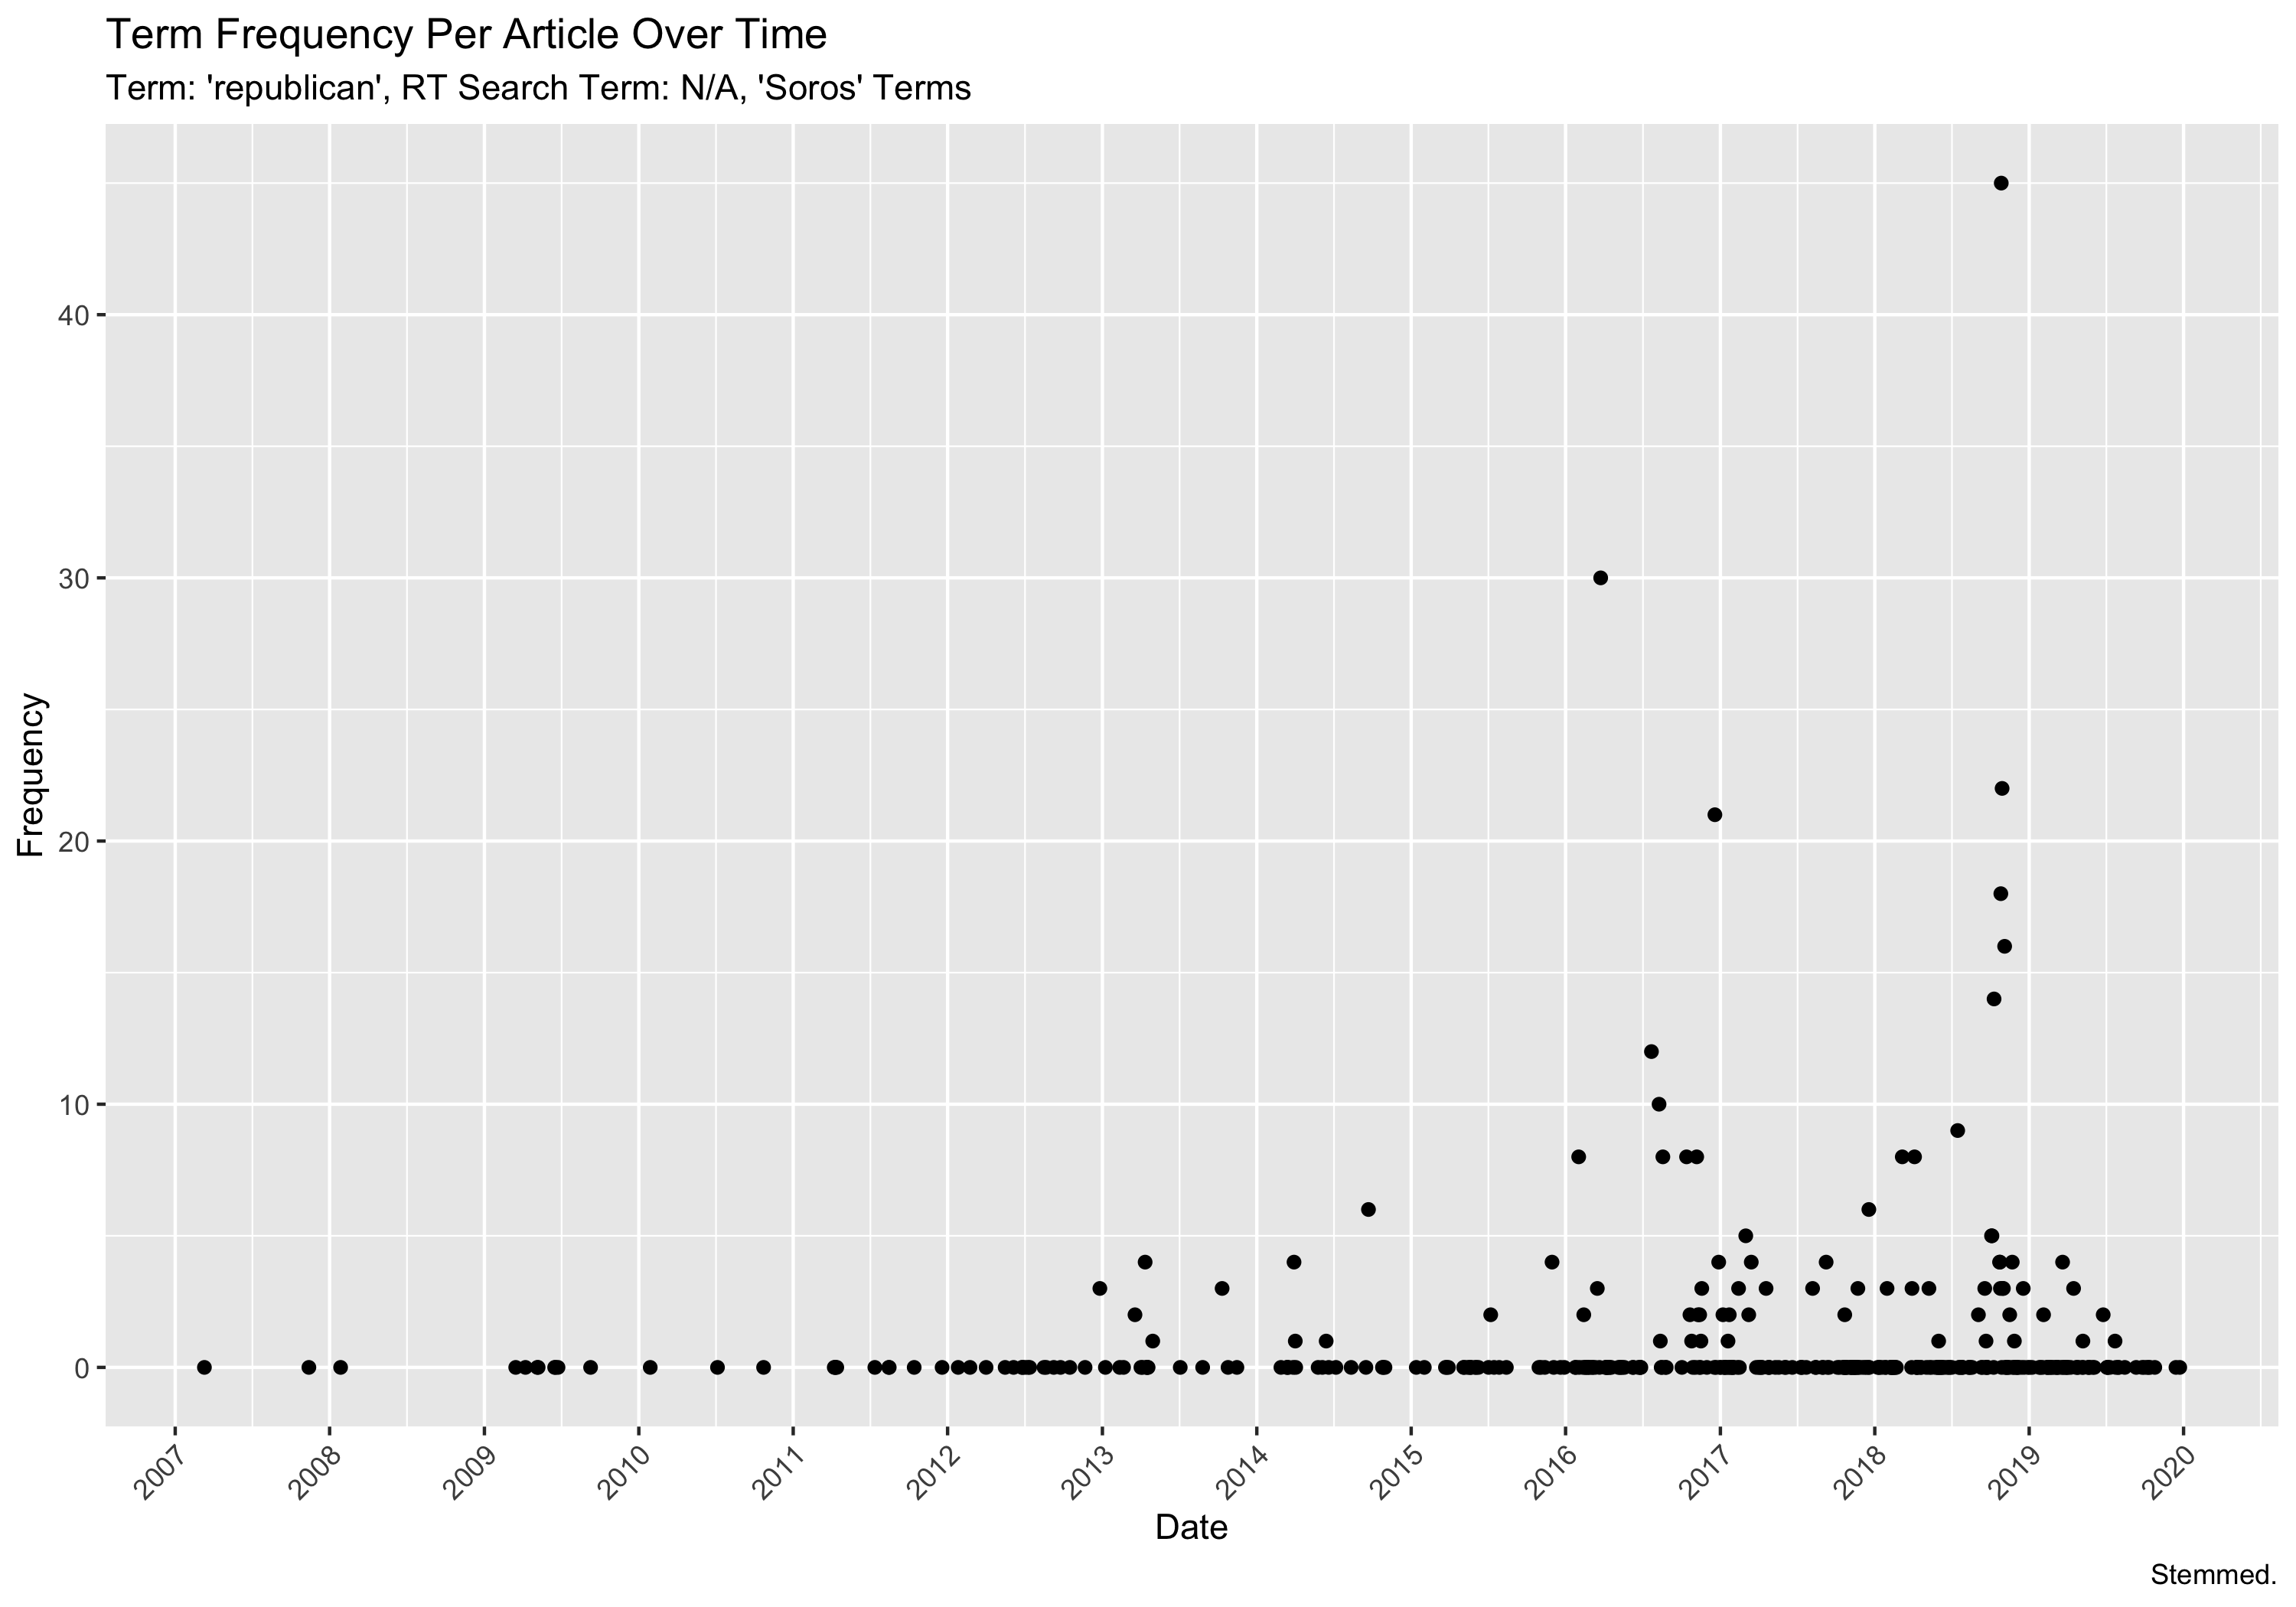 Term Frequency Per Article Over Time
Term: 'republican', RT Search Term: N/A, 'Soros' Terms
Frequency
40
30
20
10
0
2007 2008 2009 2010 2011 2012 2013 2014 2015 2016 2017 2018 2019 2020
Date
Stemmed.